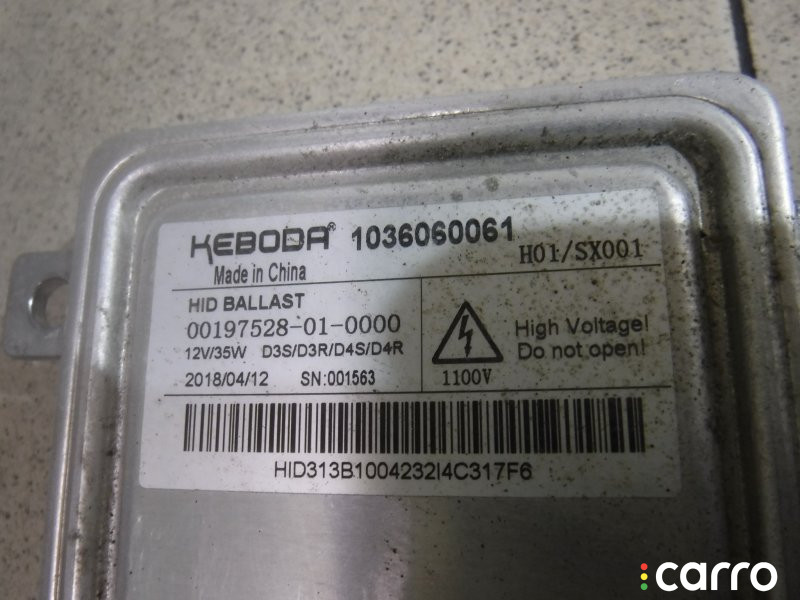 KEBODA® 1036060061
Made in China
H01/SX001
HID BALLAST
00197528-01-0000
12V/35W D3S/D3R/D4S/D4R
2018/04/12 SN:001563
High Voltage!
Do not open!
1100V
HID313B1004232I4C317F6
carro